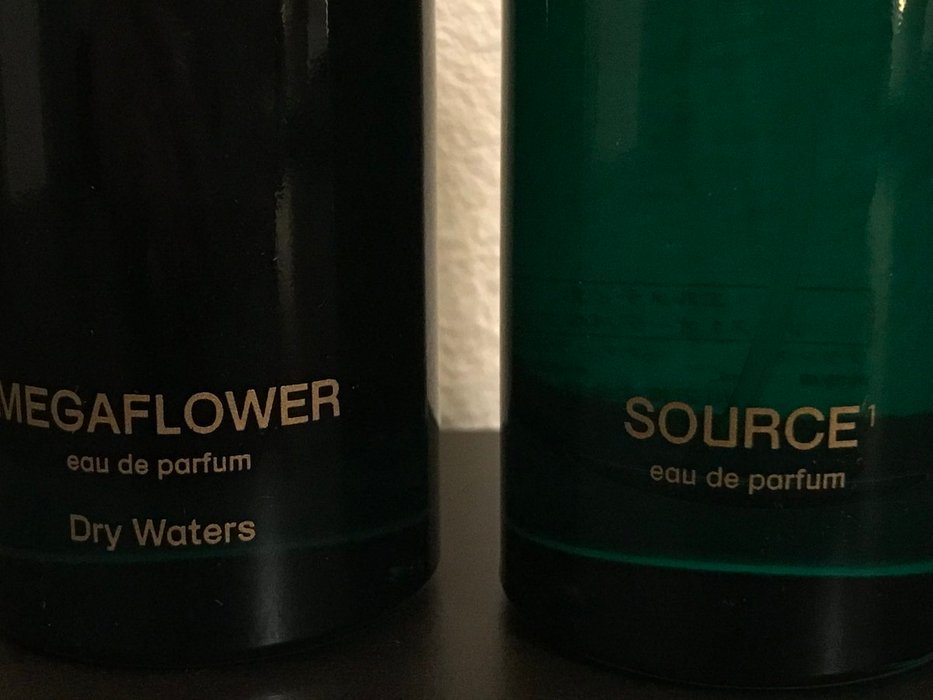 MEGAFLOWER
eau de parfum
Dry Waters
SOURCE¹
eau de parfum